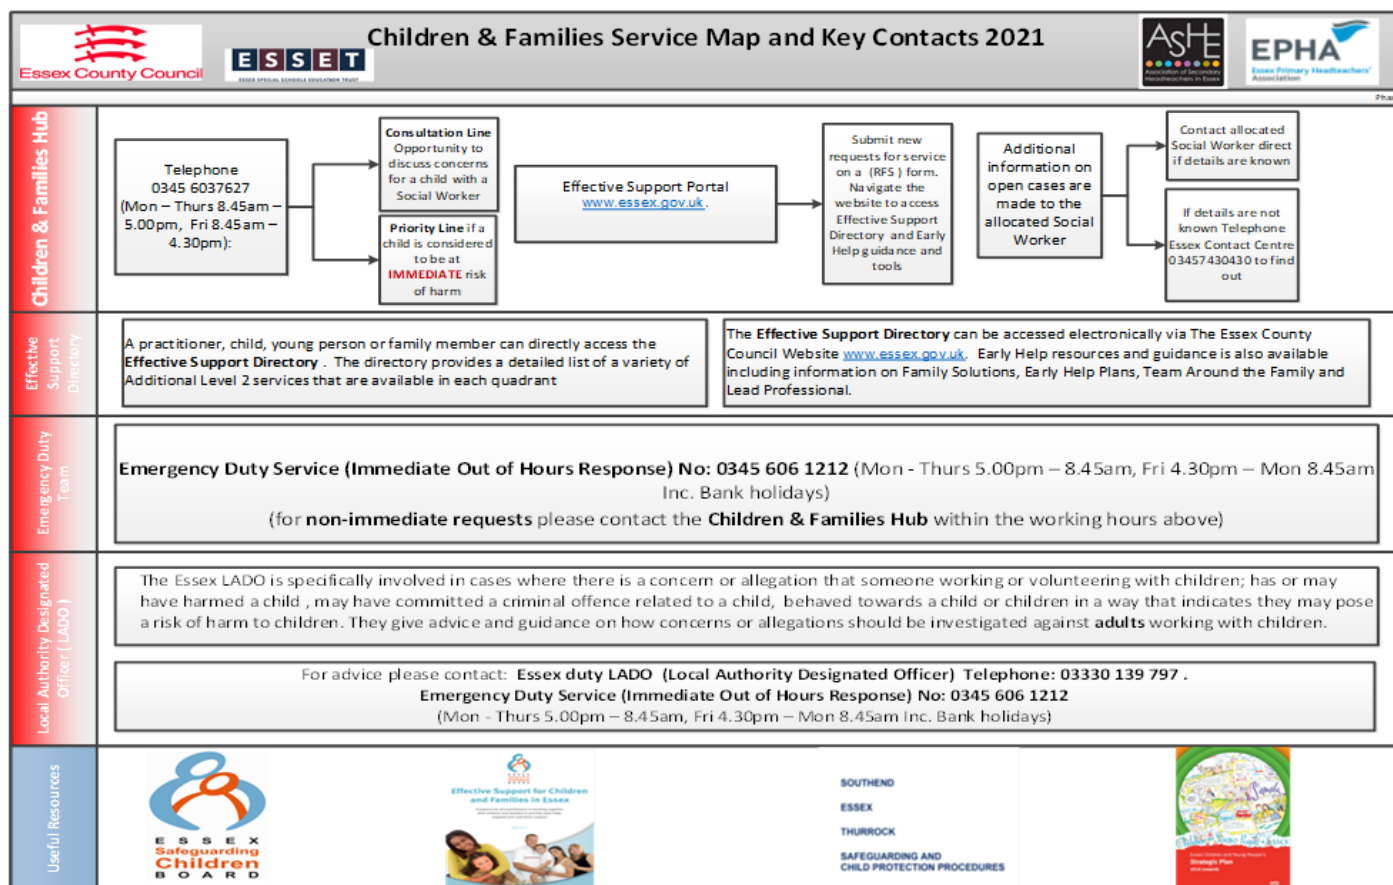 Children & Families Service Map and Key Contacts 2021
Essex County Council
ESSET
ESSEX SPECIAL SCHOOLS EDUCATION TRUST
ASHE
Association of Secondary
Headteachers in Essex
EPHA
Essex Primary Headteachers'
Association
Children & Families Hub
Telephone
0345 6037627
(Mon – Thurs 8.45am –
5.00pm, Fri 8.45am –
4.30pm):
Consultation Line
Opportunity to
discuss concerns
for a child with a
Social Worker
Priority Line if a
child is considered
to be at
IMMEDIATE risk
of harm
Effective Support Portal
www.essex.gov.uk.
Submit new
requests for service
on a (RFS ) form.
Navigate the
website to access
Effective Support
Directory and Early
Help guidance and
tools
Additional
information on
open cases are
made to the
allocated Social
Worker
Contact allocated
Social Worker direct
if details are known
If details are not
known Telephone
Essex Contact Centre
03457430430 to find
out
Effective
Support
Directory
A practitioner, child, young person or family member can directly access the
Effective Support Directory . The directory provides a detailed list of a variety of
Additional Level 2 services that are available in each quadrant
The Effective Support Directory can be accessed electronically via The Essex County
Council Website www.essex.gov.uk. Early Help resources and guidance is also available
including information on Family Solutions, Early Help Plans, Team Around the Family and
Lead Professional.
Emergency Duty
Team
Emergency Duty Service (Immediate Out of Hours Response) No: 0345 606 1212 (Mon - Thurs 5.00pm – 8.45am, Fri 4.30pm – Mon 8.45am
Inc. Bank holidays)
(for non-immediate requests please contact the Children & Families Hub within the working hours above)
Local Authority Designated
Officer ( LADO )
The Essex LADO is specifically involved in cases where there is a concern or allegation that someone working or volunteering with children; has or may
have harmed a child , may have committed a criminal offence related to a child, behaved towards a child or children in a way that indicates they may pose
a risk of harm to children. They give advice and guidance on how concerns or allegations should be investigated against adults working with children.
For advice please contact: Essex duty LADO (Local Authority Designated Officer) Telephone: 03330 139 797 .
Emergency Duty Service (Immediate Out of Hours Response) No: 0345 606 1212
(Mon - Thurs 5.00pm – 8.45am, Fri 4.30pm – Mon 8.45am Inc. Bank holidays)
Useful Resources
ESSEX
Safeguarding
Children
BOARD
Effective Support for Children
and Families in Essex
SOUTHEND
ESSEX
THURROCK
SAFEGUARDING AND
CHILD PROTECTION PROCEDURES
Essex Children and Young People's
Strategic Plan